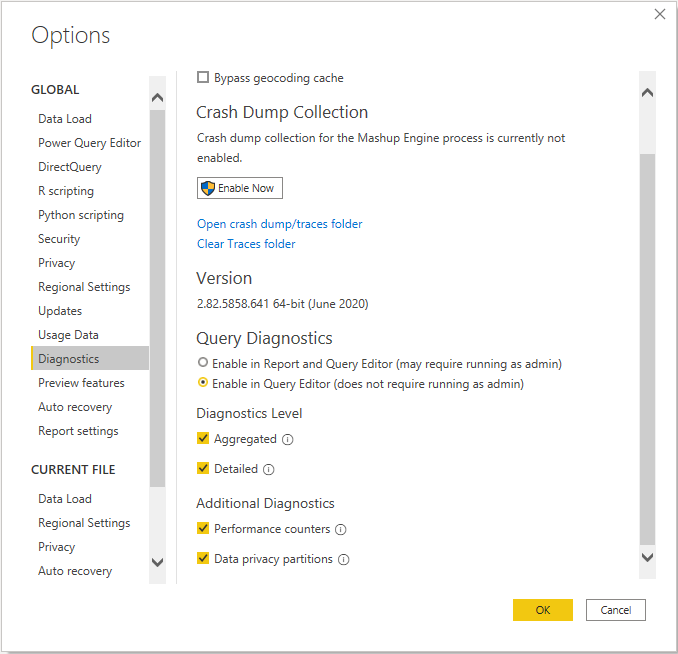 Options
GLOBAL
Data Load
Power Query Editor
DirectQuery
R scripting
Python scripting
Security
Privacy
Regional Settings
Updates
Usage Data
Diagnostics
Preview features
Auto recovery
Report settings
CURRENT FILE
Data Load
Regional Settings
Privacy
Auto recovery
Bypass geocoding cache
Crash Dump Collection
Crash dump collection for the Mashup Engine process is currently not
enabled.
Enable Now
Open crash dump/traces folder
Clear Traces folder
Version
2.82.5858.641 64-bit (June 2020)
Query Diagnostics
Enable in Report and Query Editor (may require running as admin)
Enable in Query Editor (does not require running as admin)
Diagnostics Level
Aggregated
Detailed
Additional Diagnostics
Performance counters
Data privacy partitions
OK
Cancel